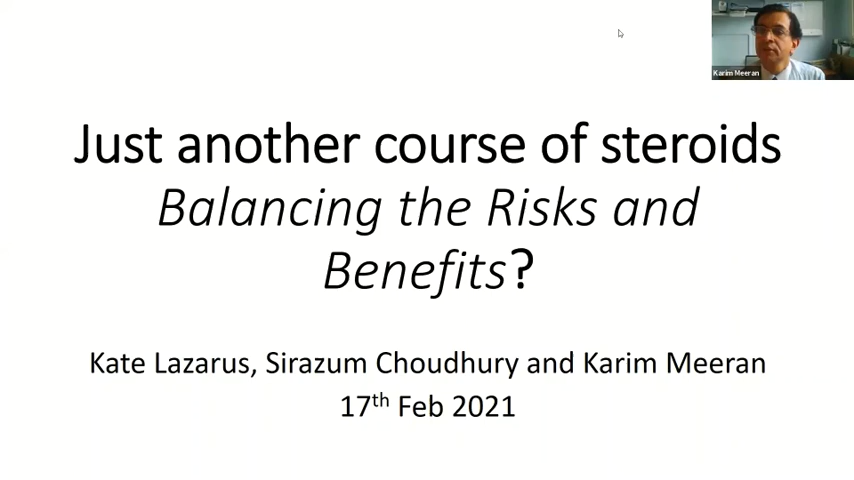 Karim Meeran
Just another course of steroids
Balancing the Risks and
Benefits?
Kate Lazarus, Sirazum Choudhury and Karim Meeran
17th Feb 2021